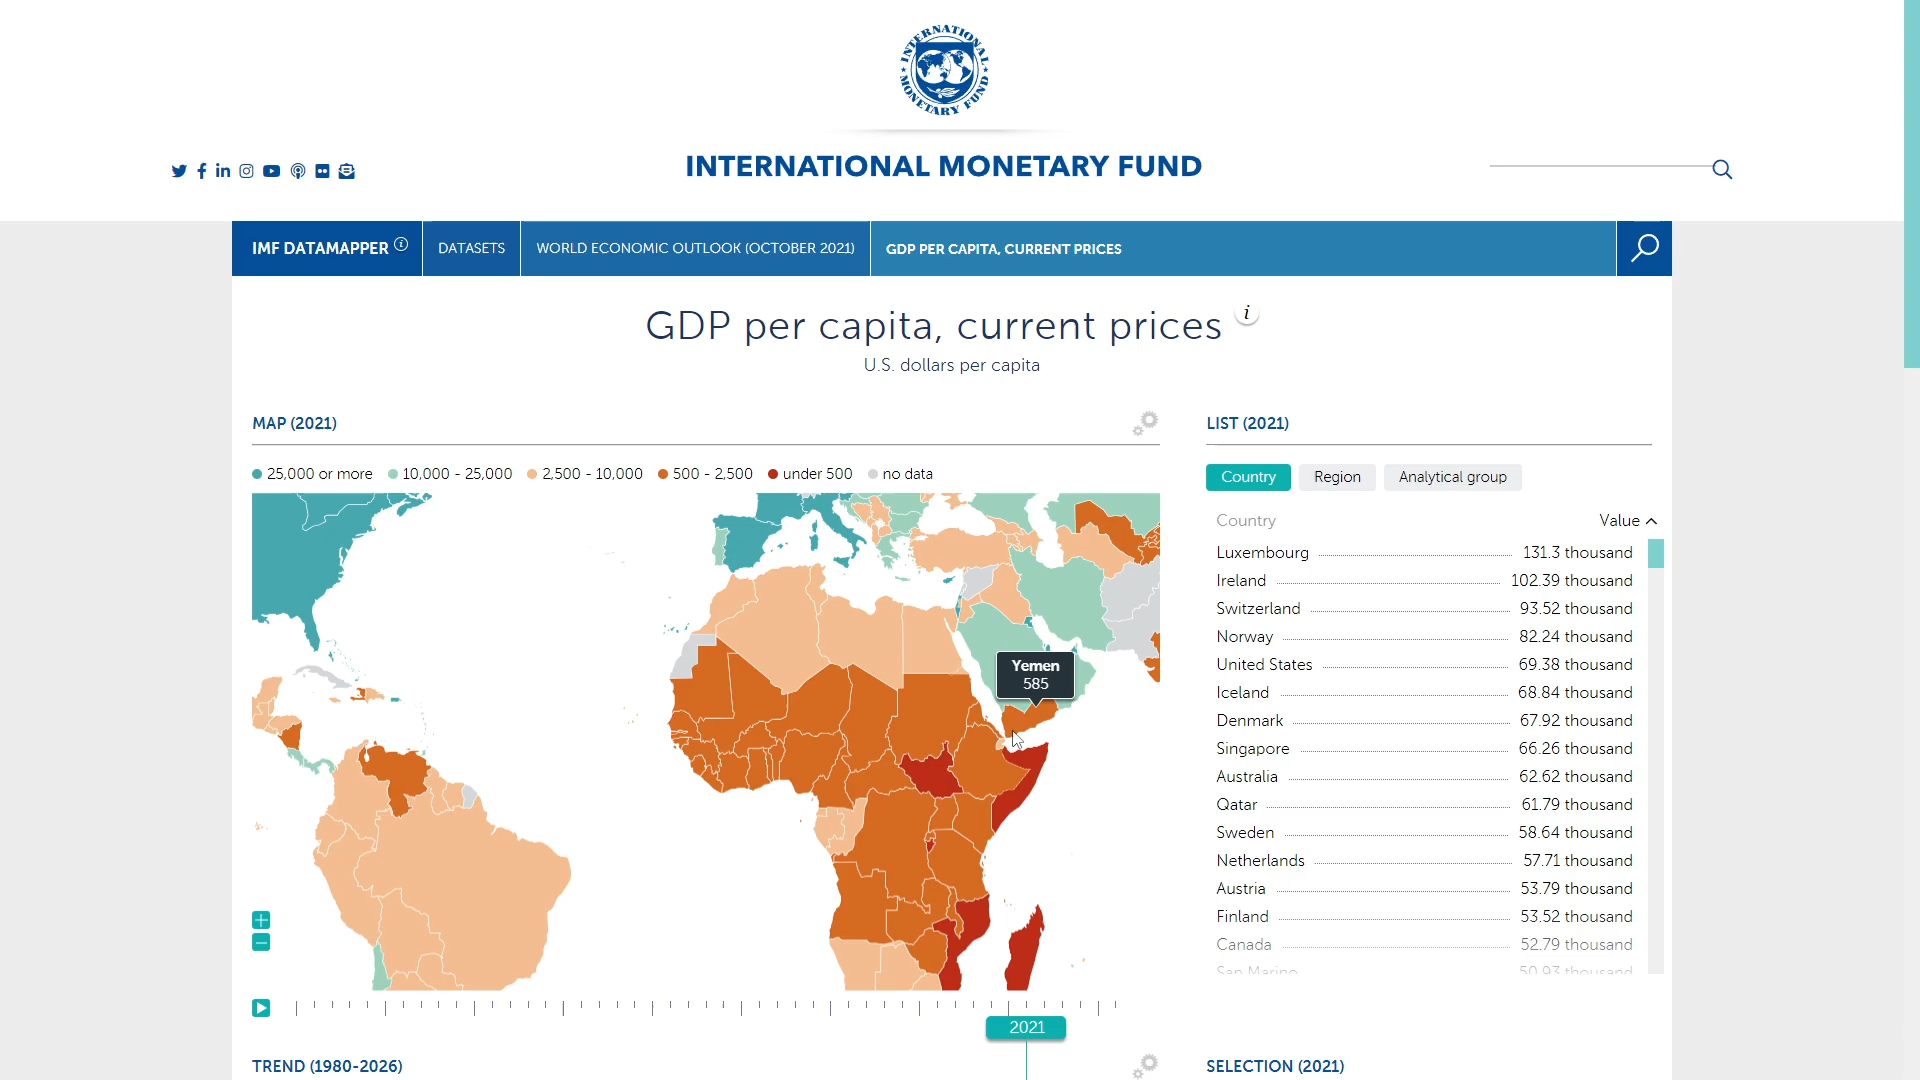 INTERNATIONAL
MONETARY FUND
INTERNATIONAL MONETARY FUND
IMF DATAMAPPER i
DATASETS
WORLD ECONOMIC OUTLOOK (OCTOBER 2021)
GDP PER CAPITA, CURRENT PRICES
GDP per capita, current prices i
U.S. dollars per capita
MAP (2021)
25,000 or more 10,000 - 25,000 2,500 - 10,000 500 - 2,500 under 500 no data
Yemen
585
2021
LIST (2021)
Country Region Analytical group
Country Value
Luxembourg 131.3 thousand
Ireland 102.39 thousand
Switzerland 93.52 thousand
Norway 82.24 thousand
United States 69.38 thousand
Iceland 68.84 thousand
Denmark 67.92 thousand
Singapore 66.26 thousand
Australia 62.62 thousand
Qatar 61.79 thousand
Sweden 58.64 thousand
Netherlands 57.71 thousand
Austria 53.79 thousand
Finland 53.52 thousand
Canada 52.79 thousand
San Marino 50.93 thousand
TREND (1980-2026)
SELECTION (2021)